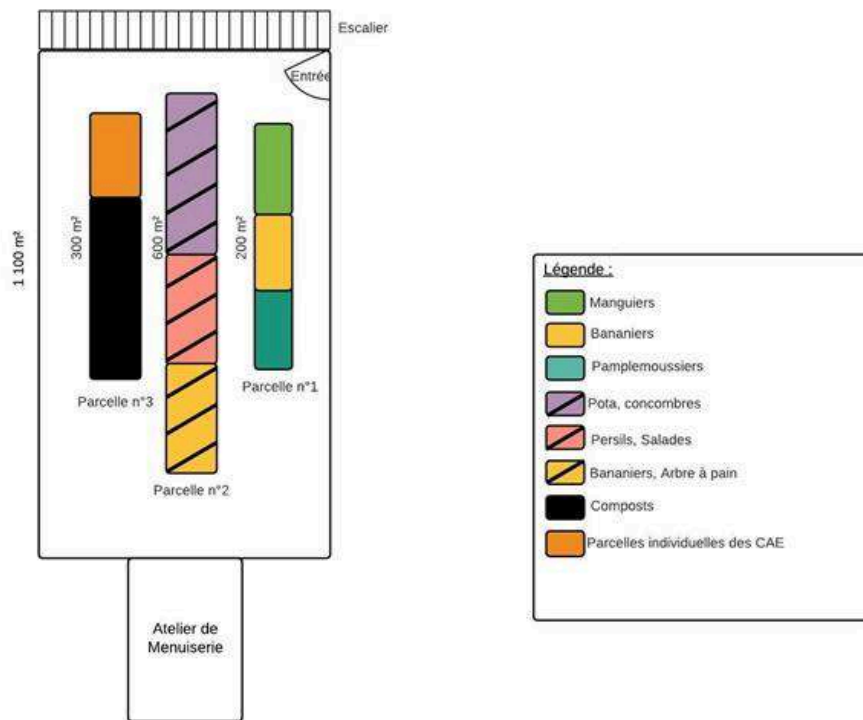 Escalier
Entrée
1 100 m²
300 m²
600 m²
200 m²
Parcelle n°1
Parcelle n°3
Parcelle n°2
Atelier de
Menuiserie
Légende :
Manguiers
Bananiers
Pamplemoussiers
Pota, concombres
Persils, Salades
Bananiers, Arbre à pain
Composts
Parcelles individuelles des CAE